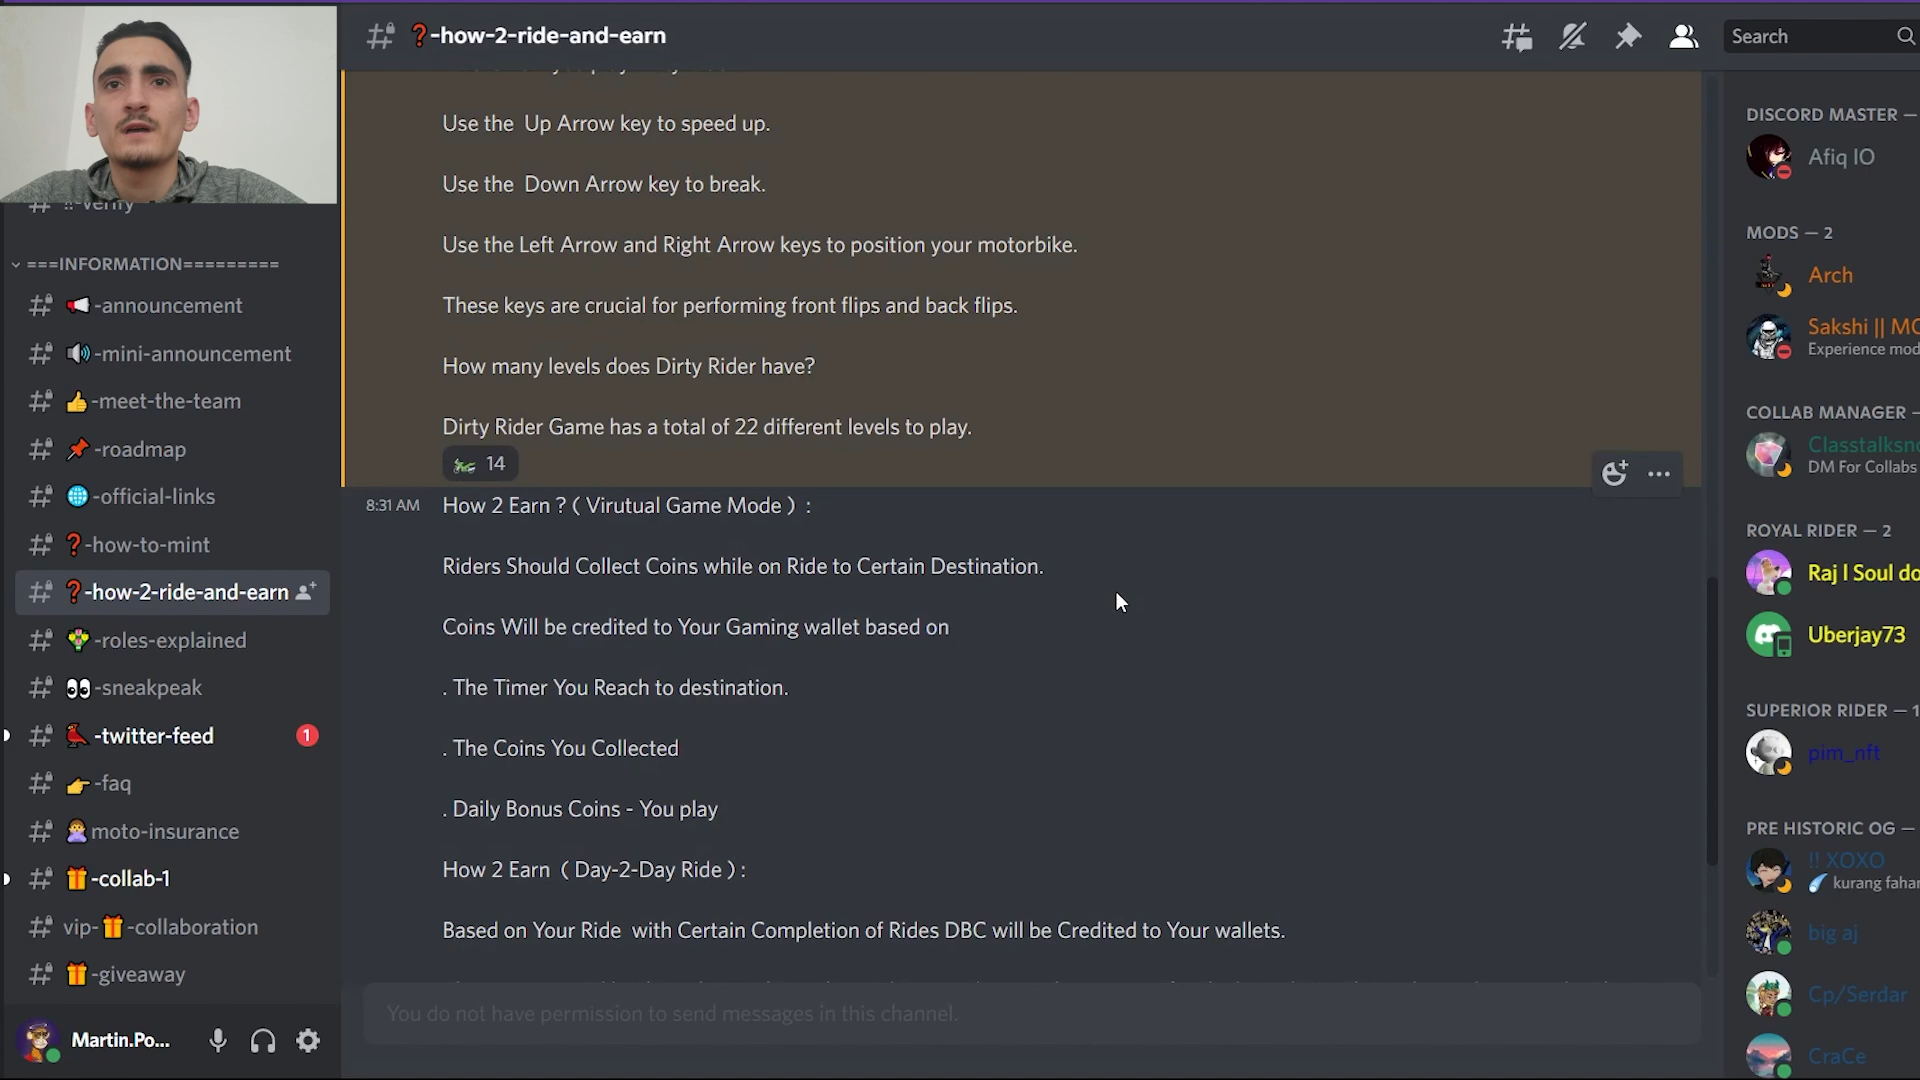 ❓-how-2-ride-and-earn
Search
Use the  Up Arrow key to speed up.
Use the  Down Arrow key to break.
Use the Left Arrow and Right Arrow keys to position your motorbike.
These keys are crucial for performing front flips and back flips.
How many levels does Dirty Rider have?
Dirty Rider Game has a total of 22 different levels to play.
14
8:31 AM
How 2 Earn ? ( Virutual Game Mode )  :
Riders Should Collect Coins while on Ride to Certain Destination.
Coins Will be credited to Your Gaming wallet based on
. The Timer You Reach to destination.
. The Coins You Collected
. Daily Bonus Coins - You play
How 2 Earn  ( Day-2-Day Ride ) :
Based on Your Ride  with Certain Completion of Rides DBC will be Credited to Your wallets.
You do not have permission to send messages in this channel.
!!-verify
===INFORMATION=========
📢-announcement
🔊-mini-announcement
👍-meet-the-team
📌-roadmap
🌐-official-links
❓-how-to-mint
❓-how-2-ride-and-earn
-roles-explained
👀-sneakpeak
-twitter-feed
1
👉-faq
moto-insurance
🎁-collab-1
vip-🎁-collaboration
🎁-giveaway
Martin.Po...
DISCORD MASTER —
Afiq IO
MODS — 2
Arch
Sakshi || MO
Experience mod
COLLAB MANAGER —
Classtalksno
DM For Collabs
ROYAL RIDER — 2
Raj l Soul do
Uberjay73
SUPERIOR RIDER — 1
pim_nft
PRE HISTORIC OG —
!! XOXO
kurang faham
big aj
Cp/Serdar
CraCe